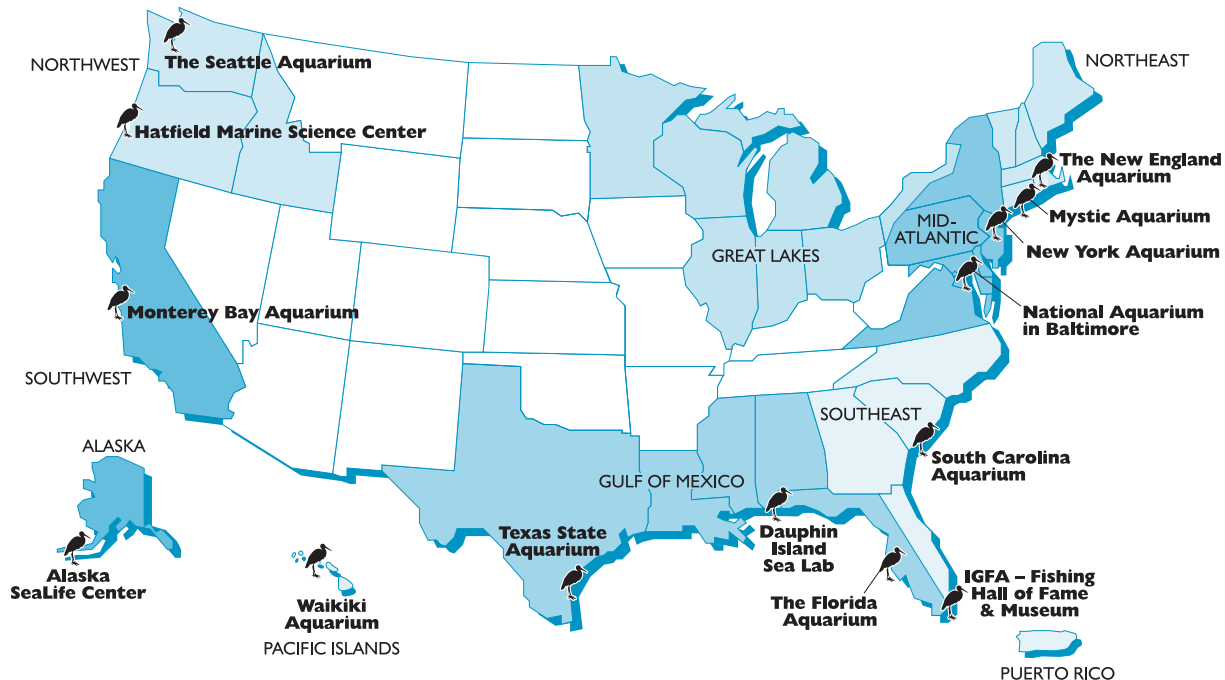 NORTHWEST
The Seattle Aquarium
Hatfield Marine Science Center
NORTHEAST
The New England
Aquarium
Mystic Aquarium
MID-
ATLANTIC
New York Aquarium
GREAT LAKES
National Aquarium
in Baltimore
Monterey Bay Aquarium
SOUTHWEST
SOUTHEAST
South Carolina
Aquarium
ALASKA
Alaska
SeaLife Center
Waikiki
Aquarium
PACIFIC ISLANDS
GULF OF MEXICO
Texas State
Aquarium
Dauphin
Island
Sea Lab
The Florida
Aquarium
IGFA – Fishing
Hall of Fame
& Museum
PUERTO RICO